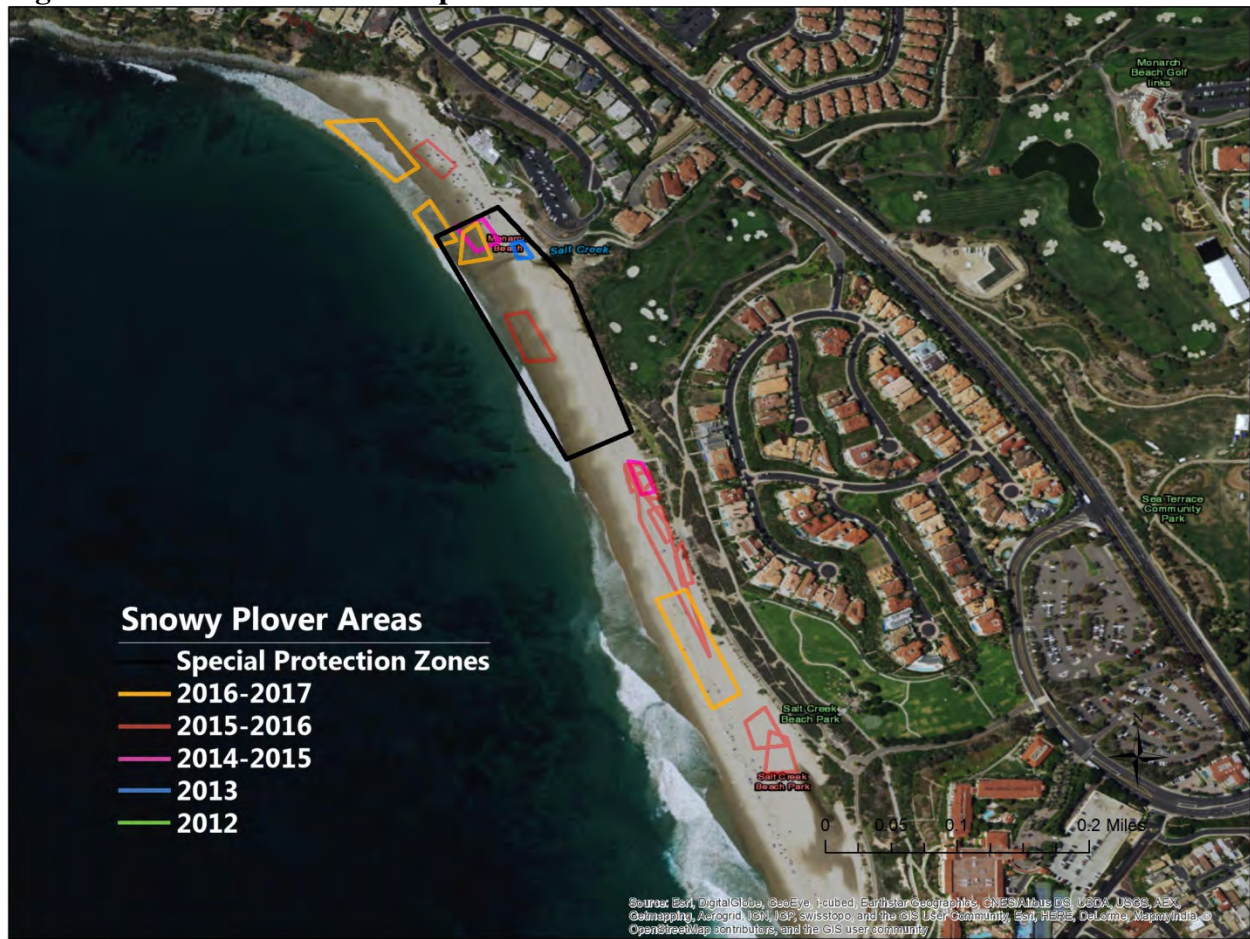 Monarch
Beach Golf
links
Monarch
Beach
Salt Creek
Sea Terrace
Community
Park
Snowy Plover Areas
Special Protection Zones
2016-2017
2015-2016
2014-2015
2013
2012
Salt Creek
Beach Park
Salt Creek
Beach Park
N
0 0.05 0.1 0.2 Miles
Source: Esri, DigitalGlobe, GeoEye, i-cubed, Earthstar Geographics, CNES/Airbus DS, USDA, USGS, AEX,
Getmapping, Aerogrid, IGN, IGP, swisstopo, and the GIS User Community, Esri, HERE, DeLorme, MapmyIndia, ©
OpenStreetMap contributors, and the GIS user community